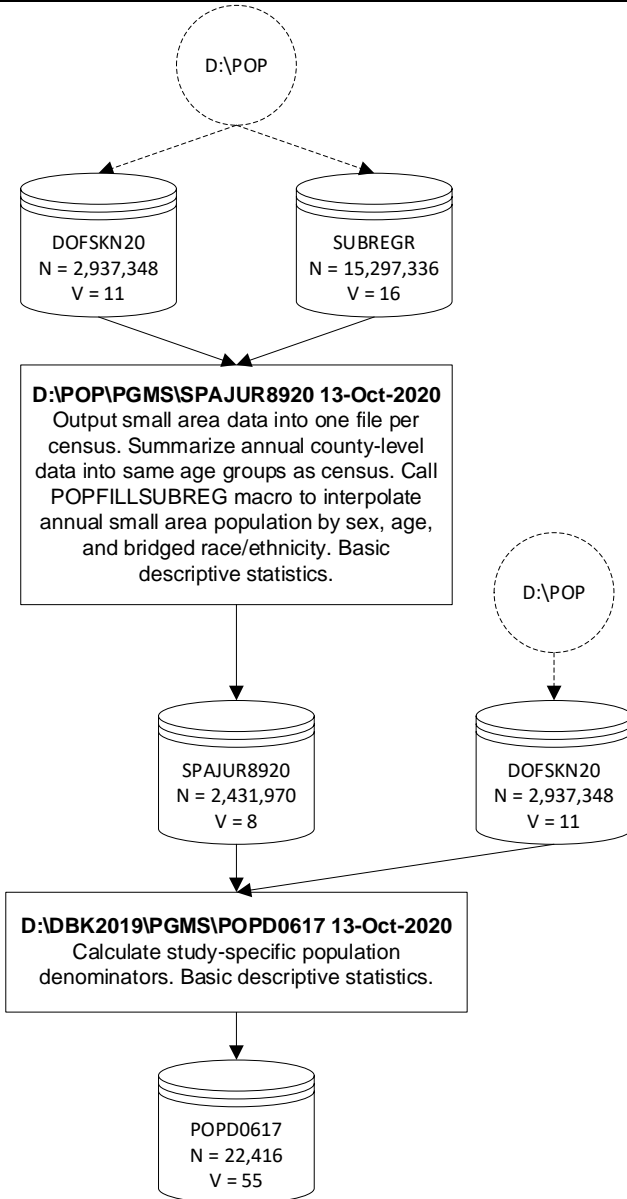 D:\POP
DOFSKN20
N = 2,937,348
V = 11
SUBREGR
N = 15,297,336
V = 16
D:\POP\PGMS\SPAJUR8920 13-Oct-2020
Output small area data into one file per
census. Summarize annual county-level
data into same age groups as census. Call
POPFILLSUBREG macro to interpolate
annual small area population by sex, age,
and bridged race/ethnicity. Basic
descriptive statistics.
D:\POP
SPAJUR8920
N = 2,431,970
V = 8
DOFSKN20
N = 2,937,348
V = 11
D:\DBK2019\PGMS\POPD0617 13-Oct-2020
Calculate study-specific population
denominators. Basic descriptive statistics.
POPD0617
N = 22,416
V = 55